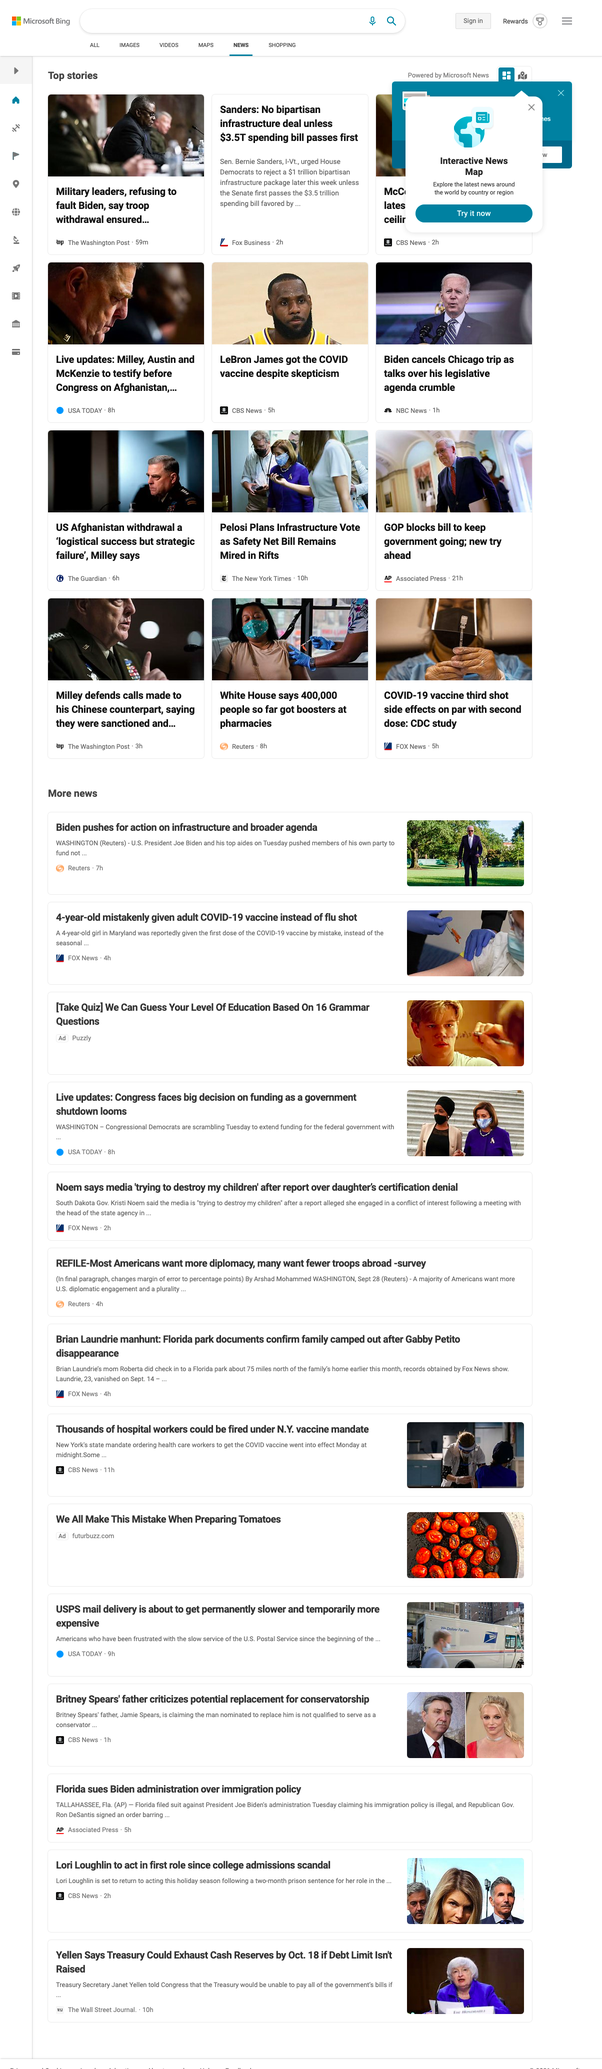 Microsoft Bing
Sign in
Rewards
ALL
IMAGES
VIDEOS
MAPS
NEWS
SHOPPING
Top stories
Powered by Microsoft News
Interactive News
Map
Explore the latest news around
the world by country or region
Try it now
Military leaders, refusing to
fault Biden, say troop
withdrawal ensured...
The Washington Post · 59m
Sanders: No bipartisan
infrastructure deal unless
$3.5T spending bill passes first
Sen. Bernie Sanders, I-Vt., urged House
Democrats to reject a $1 trillion bipartisan
infrastructure package later this week unless
the Senate first passes the $3.5 trillion
spending bill favored by ...
Fox Business · 2h
McCo
latest
ceilin
CBS News · 2h
Live updates: Milley, Austin and
McKenzie to testify before
Congress on Afghanistan,...
USA TODAY · 8h
LeBron James got the COVID
vaccine despite skepticism
CBS News · 5h
Biden cancels Chicago trip as
talks over his legislative
agenda crumble
NBC News · 1h
US Afghanistan withdrawal a
‘logistical success but strategic
failure’, Milley says
The Guardian · 6h
Pelosi Plans Infrastructure Vote
as Safety Net Bill Remains
Mired in Rifts
The New York Times · 10h
GOP blocks bill to keep
government going; new try
ahead
AP Associated Press · 21h
Milley defends calls made to
his Chinese counterpart, saying
they were sanctioned and...
The Washington Post · 3h
White House says 400,000
people so far got boosters at
pharmacies
Reuters · 8h
COVID-19 vaccine third shot
side effects on par with second
dose: CDC study
FOX News · 5h
More news
Biden pushes for action on infrastructure and broader agenda
WASHINGTON (Reuters) - U.S. President Joe Biden and his top aides on Tuesday pushed members of his own party to
fund not ...
Reuters · 7h
4-year-old mistakenly given adult COVID-19 vaccine instead of flu shot
A 4-year-old girl in Maryland was reportedly given the first dose of the COVID-19 vaccine by mistake, instead of the
seasonal ...
FOX News · 4h
[Take Quiz] We Can Guess Your Level Of Education Based On 16 Grammar
Questions
Ad Puzzly
Live updates: Congress faces big decision on funding as a government
shutdown looms
WASHINGTON – Congressional Democrats are scrambling Tuesday to extend funding for the federal government with
...
USA TODAY · 8h
Noem says media 'trying to destroy my children' after report over daughter’s certification denial
South Dakota Gov. Kristi Noem said the media is "trying to destroy my children" after a report alleged she engaged in a conflict of interest following a meeting with
the head of the state agency in ...
FOX News · 2h
REFILE-Most Americans want more diplomacy, many want fewer troops abroad -survey
(In final paragraph, changes margin of error to percentage points) By Arshad Mohammed WASHINGTON, Sept 28 (Reuters) - A majority of Americans want more
U.S. diplomatic engagement and a plurality ...
Reuters · 4h
Brian Laundrie manhunt: Florida park documents confirm family camped out after Gabby Petito
disappearance
Brian Laundrie's mom Roberta did check in to a Florida park about 75 miles north of the family's home earlier this month, records obtained by Fox News show.
Laundrie, 23, vanished on Sept. 14 – ...
FOX News · 4h
Thousands of hospital workers could be fired under N.Y. vaccine mandate
New York's state mandate ordering health care workers to get the COVID vaccine went into effect Monday at
midnight.Some ...
CBS News · 11h
We All Make This Mistake When Preparing Tomatoes
Ad futurbuzz.com
USPS mail delivery is about to get permanently slower and temporarily more
expensive
Americans who have been frustrated with the slow service of the U.S. Postal Service since the beginning of the ...
USA TODAY · 9h
Britney Spears' father criticizes potential replacement for conservatorship
Britney Spears' father, Jamie Spears, is claiming the man nominated to replace him is not qualified to serve as a
conservator ...
CBS News · 1h
Florida sues Biden administration over immigration policy
TALLAHASSEE, Fla. (AP) — Florida filed suit against President Joe Biden's administration Tuesday claiming his immigration policy is illegal, and Republican Gov.
Ron DeSantis signed an order barring ...
AP Associated Press · 5h
Lori Loughlin to act in first role since college admissions scandal
Lori Loughlin is set to return to acting this holiday season following a two-month prison sentence for her role in the ...
CBS News · 2h
Yellen Says Treasury Could Exhaust Cash Reserves by Oct. 18 if Debt Limit Isn't
Raised
Treasury Secretary Janet Yellen told Congress that the Treasury would be unable to pay all of the government's bills if
...
WSJ The Wall Street Journal. · 10h